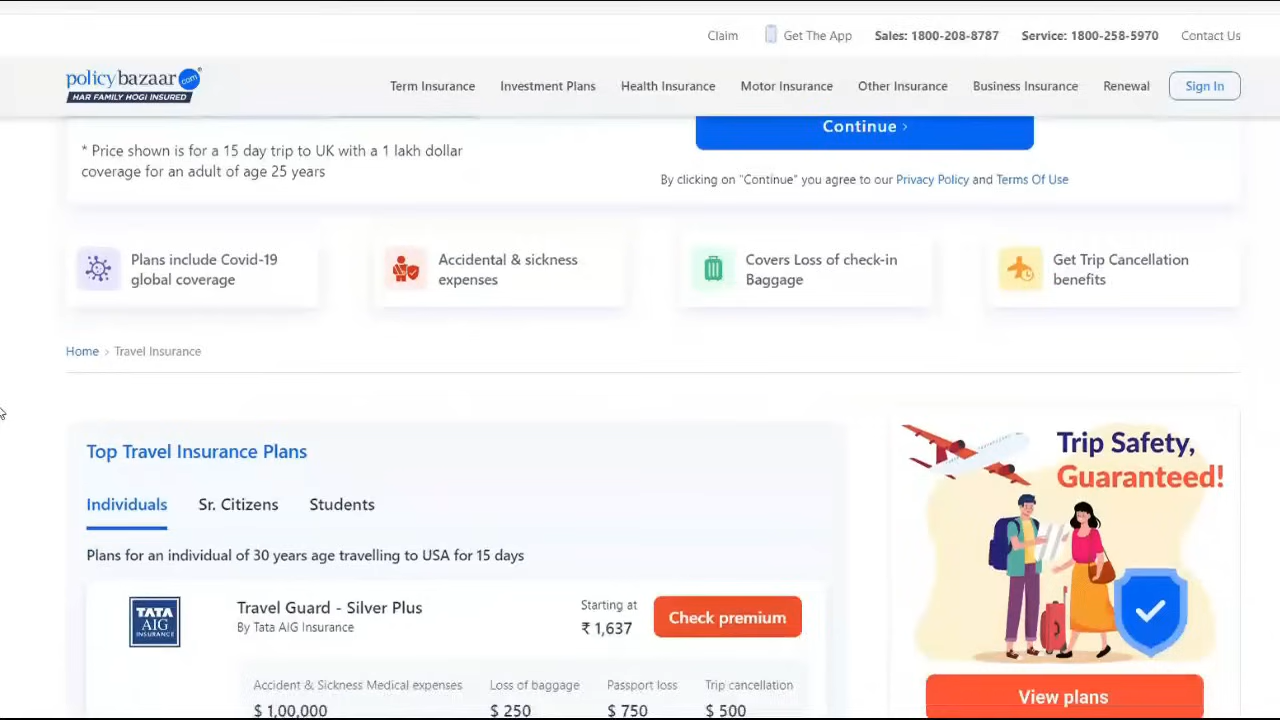 Claim
Get The App
Sales: 1800-208-8787
Service: 1800-258-5970
Contact Us
policybazaar.com
HAR FAMILY HOGI INSURED
Term Insurance
Investment Plans
Health Insurance
Motor Insurance
Other Insurance
Business Insurance
Renewal
Sign In
Continue ›
* Price shown is for a 15 day trip to UK with a 1 lakh dollar
coverage for an adult of age 25 years
By clicking on "Continue" you agree to our Privacy Policy and Terms Of Use
Plans include Covid-19
global coverage
Accidental & sickness
expenses
Covers Loss of check-in
Baggage
Get Trip Cancellation
benefits
Home › Travel Insurance
Top Travel Insurance Plans
Individuals
Sr. Citizens
Students
Plans for an individual of 30 years age travelling to USA for 15 days
TATA
AIG
INSURANCE
Travel Guard - Silver Plus
By Tata AIG Insurance
Starting at
₹ 1,637
Check premium
Accident & Sickness Medical expenses
$ 1,00,000
Loss of baggage
$ 250
Passport loss
$ 750
Trip cancellation
$ 500
Trip Safety,
Guaranteed!
View plans